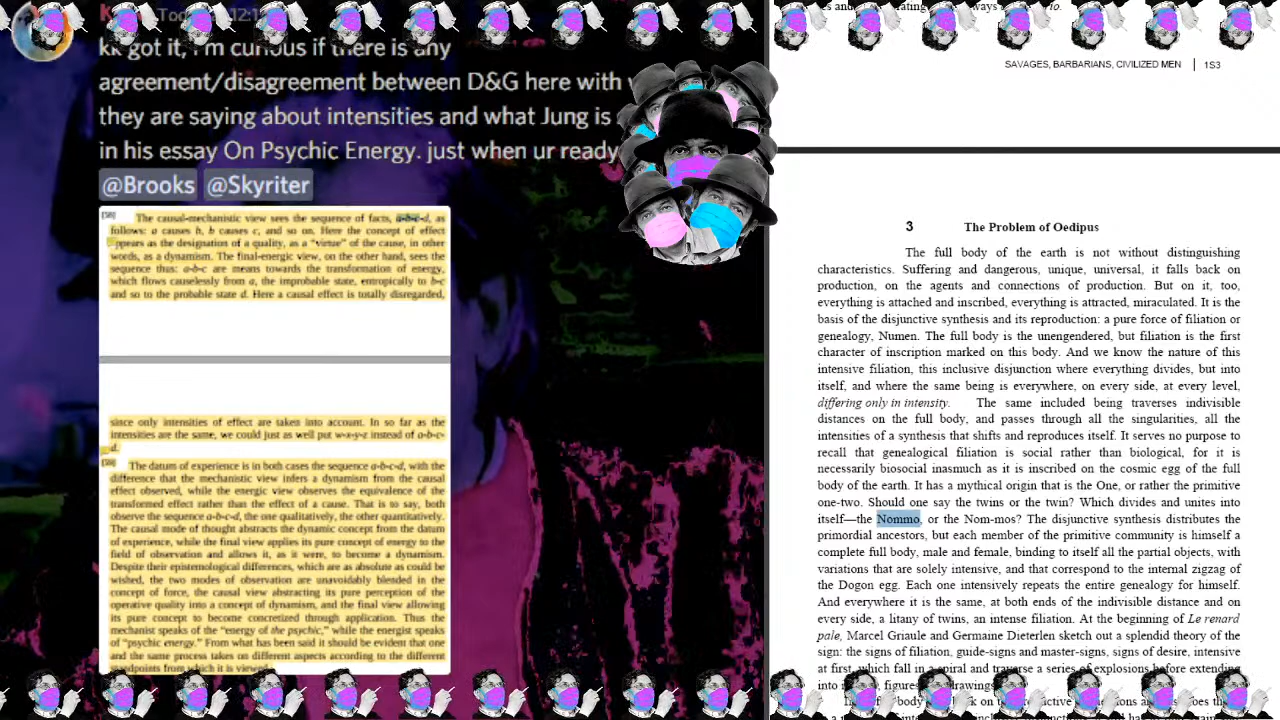 kk got it, i'm curious if there is any
agreement/disagreement between D&G here with
they are saying about intensities and what Jung is
in his essay On Psychic Energy. just when ur ready
@Brooks @Skyriter
The causal-mechanistic view sees the sequence of facts, a-b-c-d, as
follows: a causes b, b causes c, and so on. Here the concept of effect
appears as the designation of a quality, as a "virtue" of the cause, in other
words, as a dynamism. The final-energic view, on the other hand, sees the
sequence thus: a-b-c are means towards the transformation of energy,
which flows causelessly from a, the improbable state, entropically to b-c
and so to the probable state d. Here a causal effect is totally disregarded,
since only intensities of effect are taken into account. In so far as the
intensities are the same, we could just as well put w-x-y-z instead of a-b-c-
d.
The datum of experience is in both cases the sequence a-b-c-d, with the
difference that the mechanistic view infers a dynamism from the causal
effect observed, while the energic view observes the equivalence of the
transformed effect rather than the effect of a cause. That is to say, both
observe the sequence a-b-c-d, the one qualitatively, the other quantitatively.
The causal mode of thought abstracts the dynamic concept from the datum
of experience, while the final view applies its pure concept of energy to the
field of observation and allows it, as it were, to become a dynamism.
Despite their epistemological differences, which are as absolute as could be
wished, the two modes of observation are unavoidably blended in the
concept of force, the causal view abstracting its pure perception of the
operative quality into a concept of dynamism, and the final view allowing
its pure concept to become concretized through application. Thus the
mechanist speaks of the "energy of the psychic," while the energist speaks
of "psychic energy." From what has been said it should be evident that one
and the same process takes on different aspects according to the different
standpoints from which it is viewed.
SAVAGES, BARBARIANS, CIVILIZED MEN | 1S3
3 The Problem of Oedipus
The full body of the earth is not without distinguishing
characteristics. Suffering and dangerous, unique, universal, it falls back on
production, on the agents and connections of production. But on it, too,
everything is attached and inscribed, everything is attracted, miraculated. It is the
basis of the disjunctive synthesis and its reproduction: a pure force of filiation or
genealogy, Numen. The full body is the unengendered, but filiation is the first
character of inscription marked on this body. And we know the nature of this
intensive filiation, this inclusive disjunction where everything divides, but into
itself, and where the same being is everywhere, on every side, at every level,
differing only in intensity. The same included being traverses indivisible
distances on the full body, and passes through all the singularities, all the
intensities of a synthesis that shifts and reproduces itself. It serves no purpose to
recall that genealogical filiation is social rather than biological, for it is
necessarily biosocial inasmuch as it is inscribed on the cosmic egg of the full
body of the earth. It has a mythical origin that is the One, or rather the primitive
one-two. Should one say the twins or the twin? Which divides and unites into
itself—the Nommo, or the Nom-mos? The disjunctive synthesis distributes the
primordial ancestors, but each member of the primitive community is himself a
complete full body, male and female, binding to itself all the partial objects, with
variations that are solely intensive, and that correspond to the internal zigzag of
the Dogon egg. Each one intensively repeats the entire genealogy for himself.
And everywhere it is the same, at both ends of the indivisible distance and on
every side, a litany of twins, an intense filiation. At the beginning of Le renard
pale, Marcel Griaule and Germaine Dieterlen sketch out a splendid theory of the
sign: the signs of filiation, guide-signs and master-signs, signs of desire, intensive
at first, which fall in a spiral and traverse a series of explosions before extending
into figures drawings